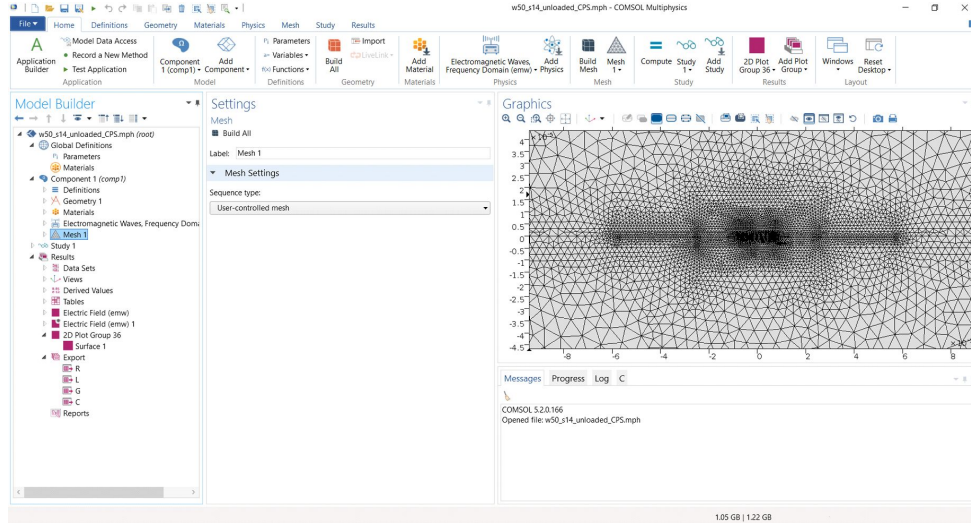 w50_s14_unloaded_CPS.mph - COMSOL Multiphysics
File Home Definitions Geometry Materials Physics Mesh Study Results
Application Builder
Model Data Access
Record a New Method
Test Application
Application
Component 1 (comp1)
Add Component
Model
Pi Parameters
a= Variables
f(x) Functions
Definitions
Build All
Import
LiveLink
Geometry
Add Material
Materials
Electromagnetic Waves, Frequency Domain (emw)
Add Physics
Physics
Build Mesh
Mesh 1
Mesh
Compute
Study 1
Add Study
Study
2D Plot Group 36
Add Plot Group
Results
Windows
Reset Desktop
Layout
Model Builder
w50_s14_unloaded_CPS.mph (root)
Global Definitions
Pi Parameters
Materials
Component 1 (comp1)
Definitions
Geometry 1
Materials
Electromagnetic Waves, Frequency Doma
Mesh 1
Study 1
Results
Data Sets
Views
Derived Values
Tables
Electric Field (emw)
Electric Field (emw) 1
2D Plot Group 36
Surface 1
Export
R
L
G
C
Reports
Settings
Mesh
Build All
Label: Mesh 1
Mesh Settings
Sequence type:
User-controlled mesh
Graphics
4
3.5
3
2.5
2
1.5
1
0.5
0
-0.5
-1
-1.5
-2
-2.5
-3
-3.5
-4
-4.5
-8 -6 -4 -2 0 2 4 6 8
Messages Progress Log C
COMSOL 5.2.0.166
Opened file: w50_s14_unloaded_CPS.mph
1.05 GB | 1.22 GB